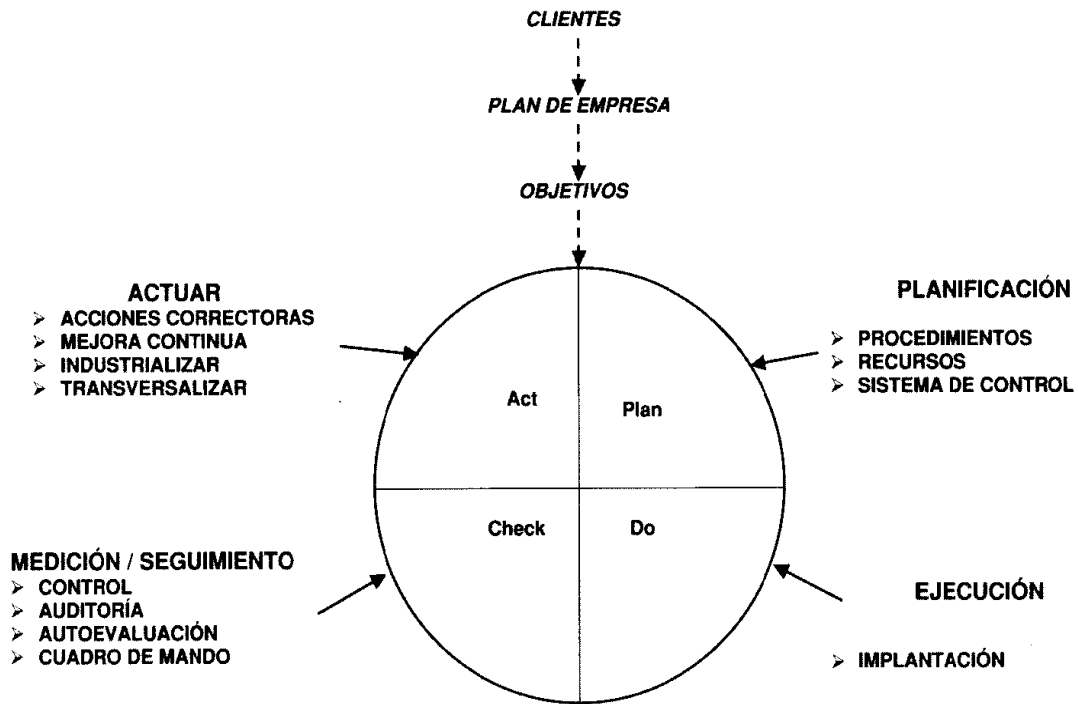 CLIENTES
PLAN DE EMPRESA
OBJETIVOS
ACTUAR
➢ ACCIONES CORRECTORAS
➢ MEJORA CONTINUA
➢ INDUSTRIALIZAR
➢ TRANSVERSALIZAR
PLANIFICACIÓN
➢ PROCEDIMIENTOS
➢ RECURSOS
➢ SISTEMA DE CONTROL
Act
Plan
Check
Do
MEDICIÓN / SEGUIMIENTO
➢ CONTROL
➢ AUDITORÍA
➢ AUTOEVALUACIÓN
➢ CUADRO DE MANDO
EJECUCIÓN
➢ IMPLANTACIÓN